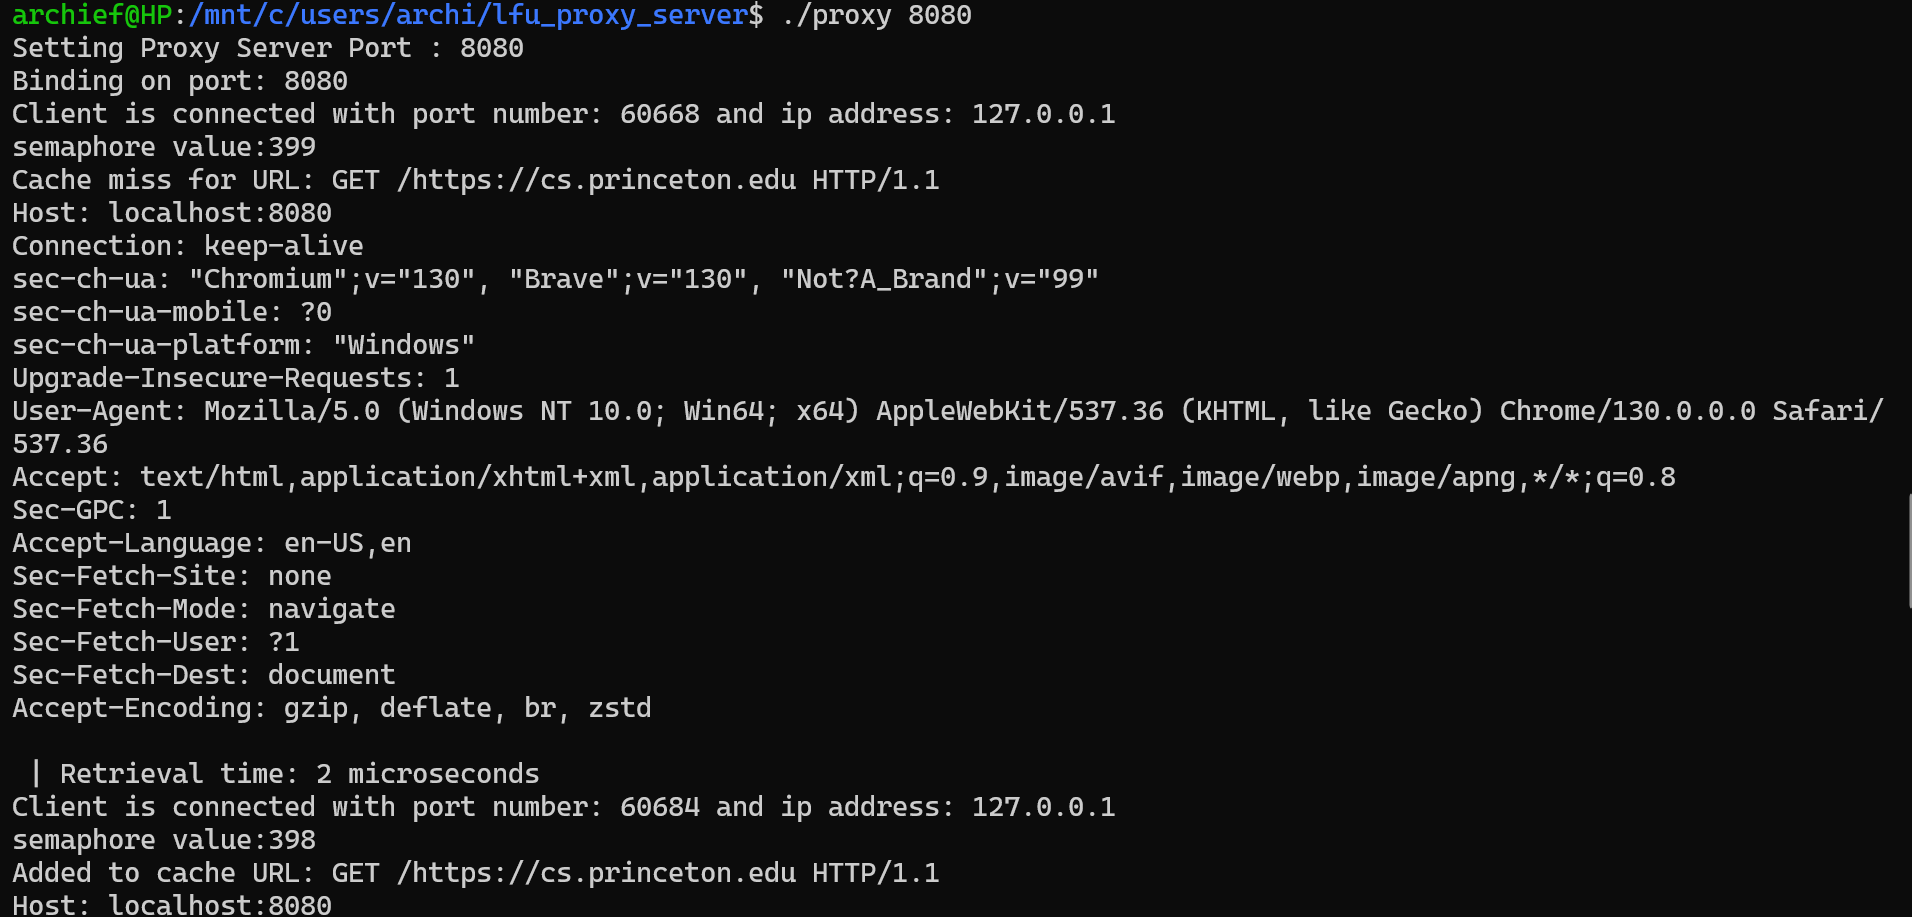 archief@HP:/mnt/c/users/archi/lfu_proxy_server$ ./proxy 8080
Setting Proxy Server Port : 8080
Binding on port: 8080
Client is connected with port number: 60668 and ip address: 127.0.0.1
semaphore value:399
Cache miss for URL: GET /https://cs.princeton.edu HTTP/1.1
Host: localhost:8080
Connection: keep-alive
sec-ch-ua: "Chromium";v="130", "Brave";v="130", "Not?A_Brand";v="99"
sec-ch-ua-mobile: ?0
sec-ch-ua-platform: "Windows"
Upgrade-Insecure-Requests: 1
User-Agent: Mozilla/5.0 (Windows NT 10.0; Win64; x64) AppleWebKit/537.36 (KHTML, like Gecko) Chrome/130.0.0.0 Safari/
537.36
Accept: text/html,application/xhtml+xml,application/xml;q=0.9,image/avif,image/webp,image/apng,*/*;q=0.8
Sec-GPC: 1
Accept-Language: en-US,en
Sec-Fetch-Site: none
Sec-Fetch-Mode: navigate
Sec-Fetch-User: ?1
Sec-Fetch-Dest: document
Accept-Encoding: gzip, deflate, br, zstd

 | Retrieval time: 2 microseconds
Client is connected with port number: 60684 and ip address: 127.0.0.1
semaphore value:398
Added to cache URL: GET /https://cs.princeton.edu HTTP/1.1
Host: localhost:8080